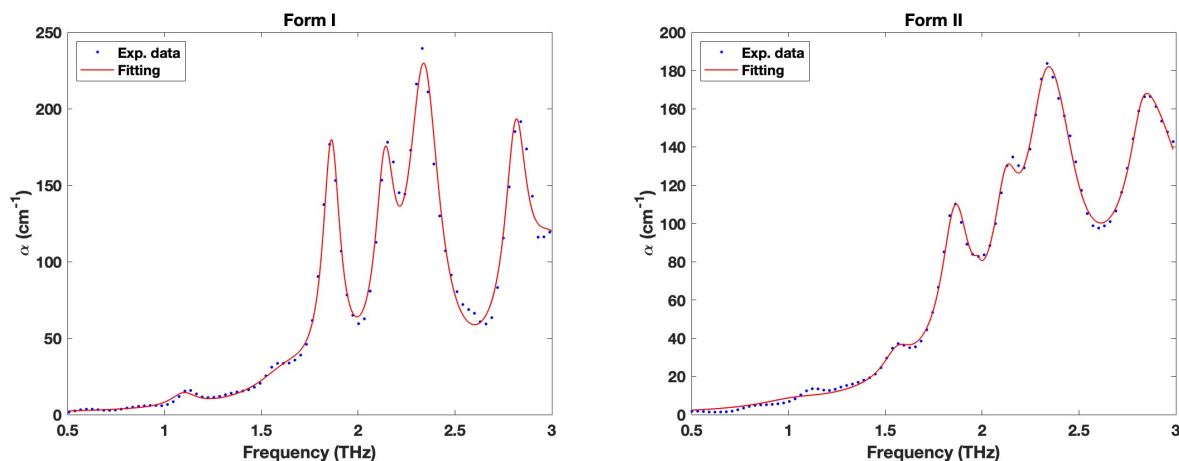 Form I
Exp. data
Fitting
250
200
150
100
50
0
α (cm⁻¹)
0.5 1 1.5 2 2.5 3
Frequency (THz)
Form II
Exp. data
Fitting
200
180
160
140
120
100
80
60
40
20
0
α (cm⁻¹)
0.5 1 1.5 2 2.5 3
Frequency (THz)